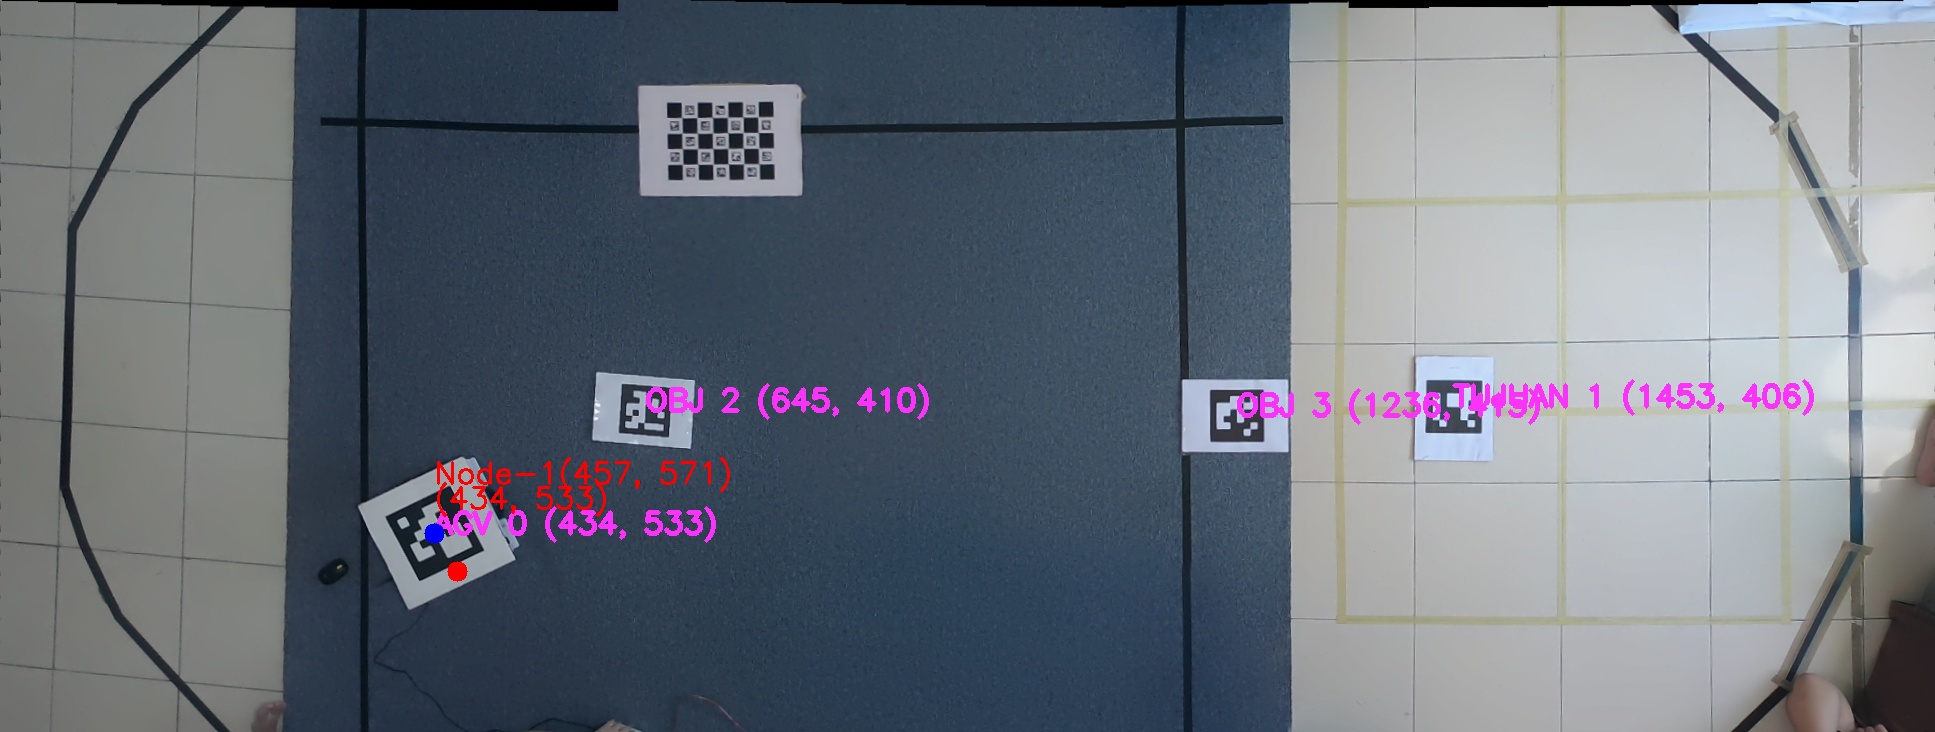 OBJ 2 (645, 410)
OBJ 3 (1236, 415)
TUJUAN 1 (1453, 406)
Node-1(457, 571)
(434, 533)
AGV 0 (434, 533)